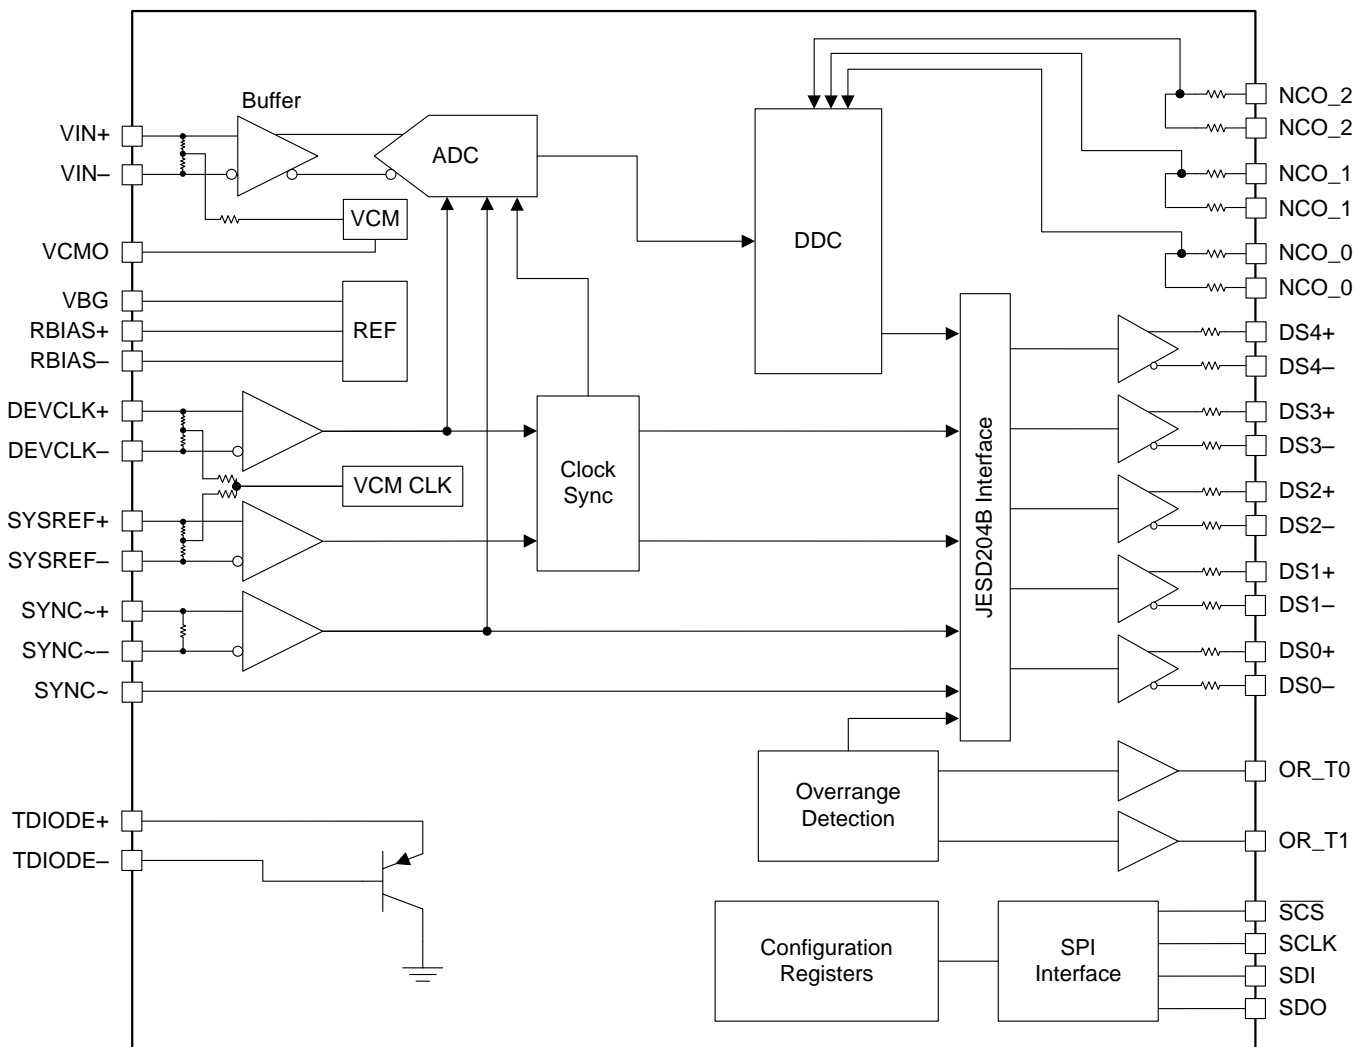 Buffer
VIN+
VIN–
VCMO
VBG
RBIAS+
RBIAS–
DEVCLK+
DEVCLK–
SYSREF+
SYSREF–
SYNC~+
SYNC~–
SYNC~
TDIODE+
TDIODE–
ADC
VCM
REF
VCM CLK
Clock
Sync
DDC
JESD204B Interface
Overrange
Detection
Configuration
Registers
SPI
Interface
NCO_2
NCO_2
NCO_1
NCO_1
NCO_0
NCO_0
DS4+
DS4–
DS3+
DS3–
DS2+
DS2–
DS1+
DS1–
DS0+
DS0–
OR_T0
OR_T1
SCS
SCLK
SDI
SDO